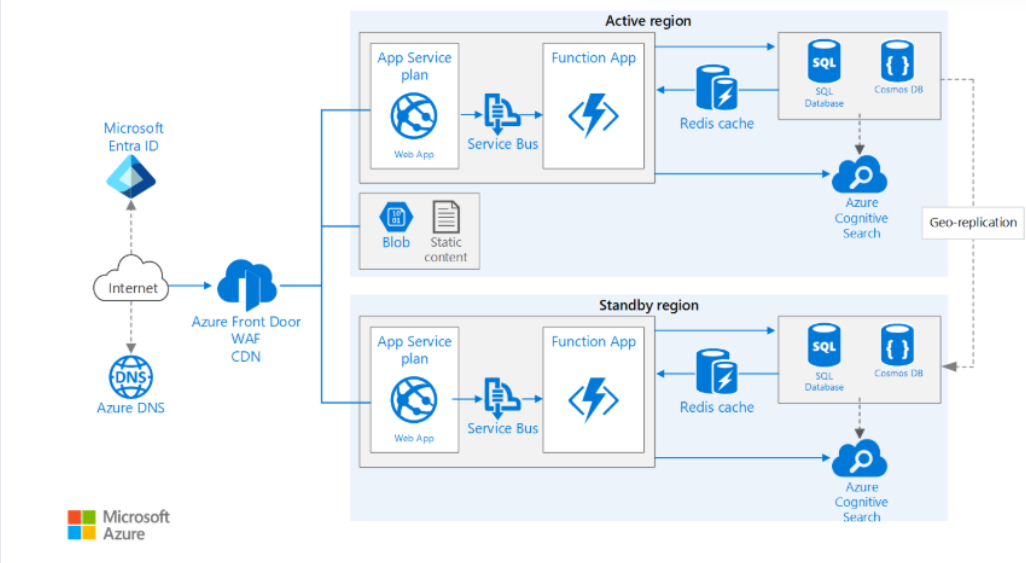 Active region
App Service
plan
Web App
Service Bus
Function App
Redis cache
SQL
SQL
Database
Cosmos DB
Azure
Cognitive
Search
Geo-replication
10
01
Blob
Static
content
Microsoft
Entra ID
Internet
DNS
Azure DNS
Azure Front Door
WAF
CDN
Standby region
App Service
plan
Web App
Service Bus
Function App
Redis cache
SQL
SQL
Database
Cosmos DB
Azure
Cognitive
Search
Microsoft
Azure